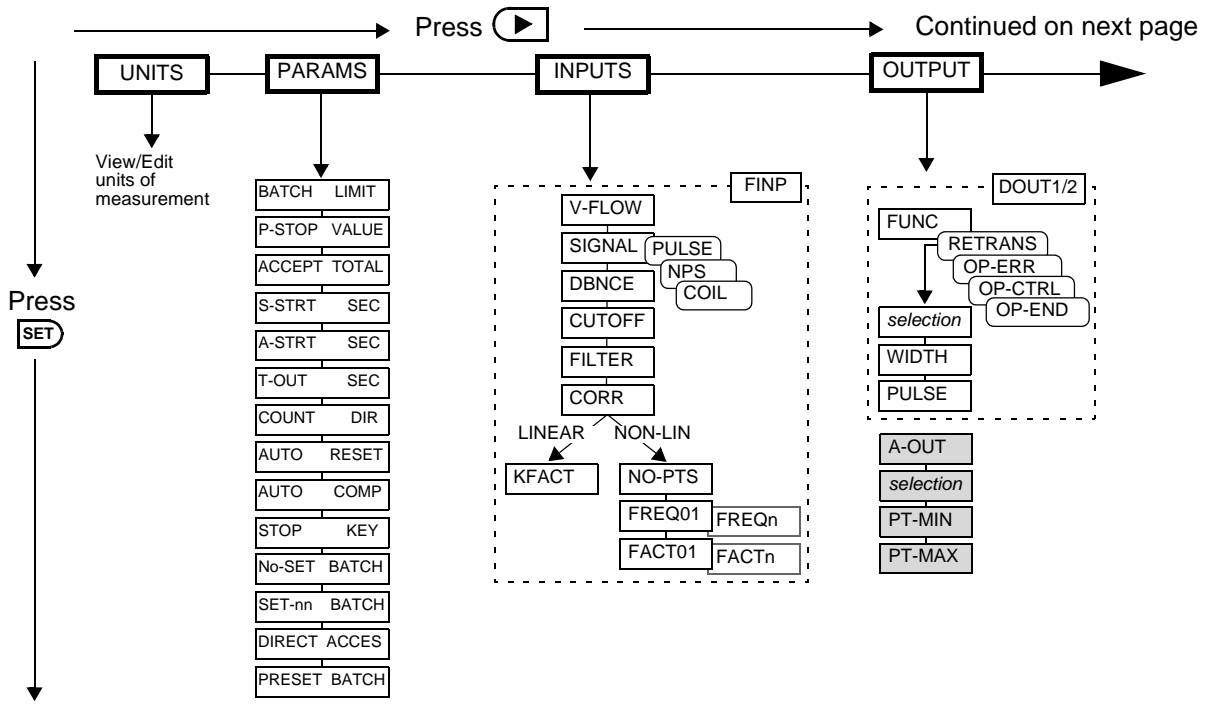 Press
Continued on next page
UNITS
PARAMS
INPUTS
OUTPUT
Press
SET
View/Edit
units of
measurement
BATCH LIMIT
P-STOP VALUE
ACCEPT TOTAL
S-STRT SEC
A-STRT SEC
T-OUT SEC
COUNT DIR
AUTO RESET
AUTO COMP
STOP KEY
No-SET BATCH
SET-nn BATCH
DIRECT ACCES
PRESET BATCH
FINP
V-FLOW
SIGNAL
PULSE
NPS
COIL
DBNCE
CUTOFF
FILTER
CORR
LINEAR
NON-LIN
KFACT
NO-PTS
FREQ01
FREQn
FACT01
FACTn
DOUT1/2
FUNC
RETRANS
OP-ERR
OP-CTRL
OP-END
selection
WIDTH
PULSE
A-OUT
selection
PT-MIN
PT-MAX